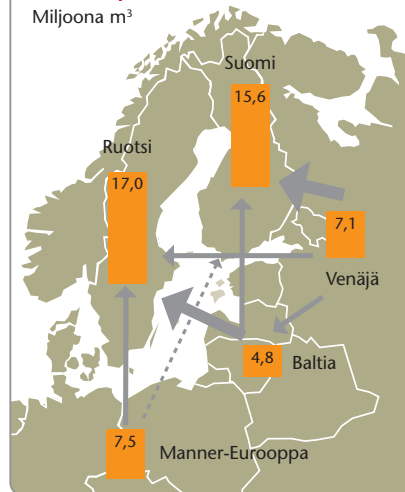 Miljoona m³
Suomi
15,6
Ruotsi
17,0
7,1
Venäjä
4,8
Baltia
7,5
Manner-Eurooppa